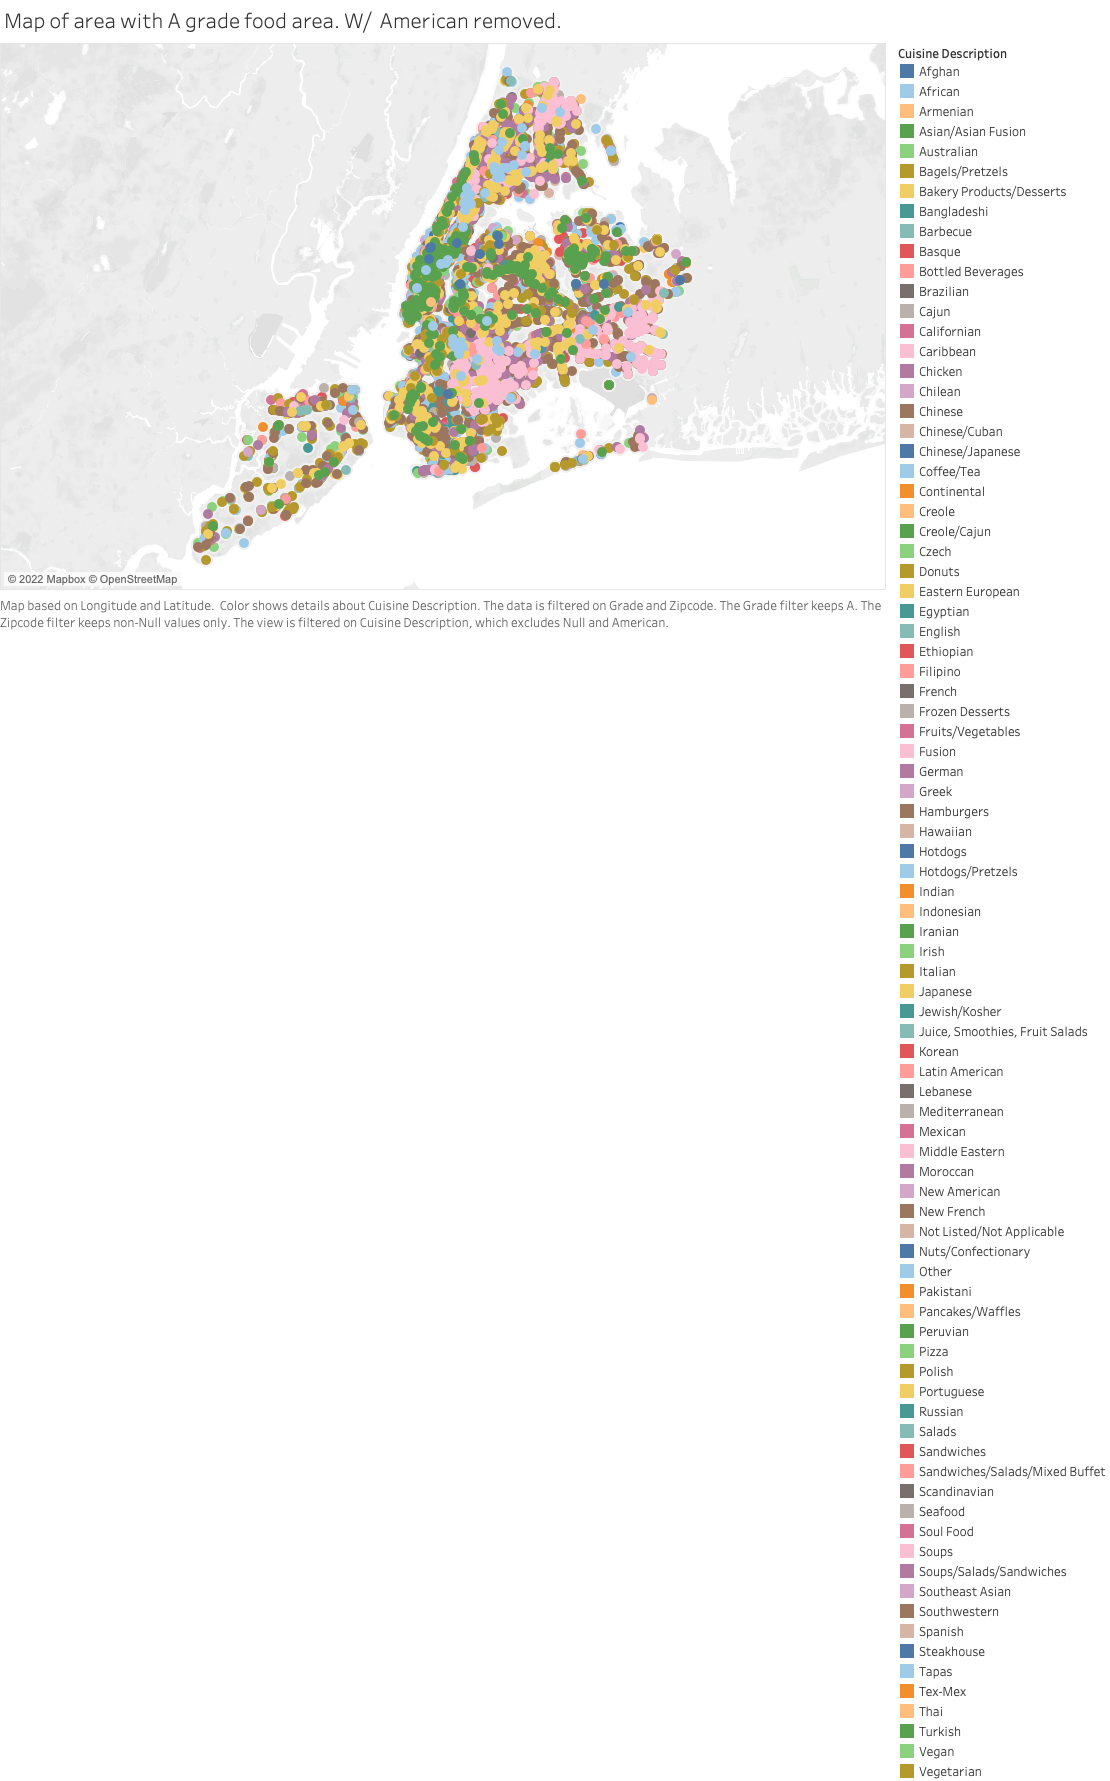 Map of area with A grade food area. W/ American removed.
Cuisine Description
Afghan
African
Armenian
Asian/Asian Fusion
Australian
Bagels/Pretzels
Bakery Products/Desserts
Bangladeshi
Barbecue
Basque
Bottled Beverages
Brazilian
Cajun
Californian
Caribbean
Chicken
Chilean
Chinese
Chinese/Cuban
Chinese/Japanese
Coffee/Tea
Continental
Creole
Creole/Cajun
Czech
Donuts
Eastern European
Egyptian
English
Ethiopian
Filipino
French
Frozen Desserts
Fruits/Vegetables
Fusion
German
Greek
Hamburgers
Hawaiian
Hotdogs
Hotdogs/Pretzels
Indian
Indonesian
Iranian
Irish
Italian
Japanese
Jewish/Kosher
Juice, Smoothies, Fruit Salads
Korean
Latin American
Lebanese
Mediterranean
Mexican
Middle Eastern
Moroccan
New American
New French
Not Listed/Not Applicable
Nuts/Confectionary
Other
Pakistani
Pancakes/Waffles
Peruvian
Pizza
Polish
Portuguese
Russian
Salads
Sandwiches
Sandwiches/Salads/Mixed Buffet
Scandinavian
Seafood
Soul Food
Soups
Soups/Salads/Sandwiches
Southeast Asian
Southwestern
Spanish
Steakhouse
Tapas
Tex-Mex
Thai
Turkish
Vegan
Vegetarian
© 2022 Mapbox © OpenStreetMap
Map based on Longitude and Latitude. Color shows details about Cuisine Description. The data is filtered on Grade and Zipcode. The Grade filter keeps A. The
Zipcode filter keeps non-Null values only. The view is filtered on Cuisine Description, which excludes Null and American.